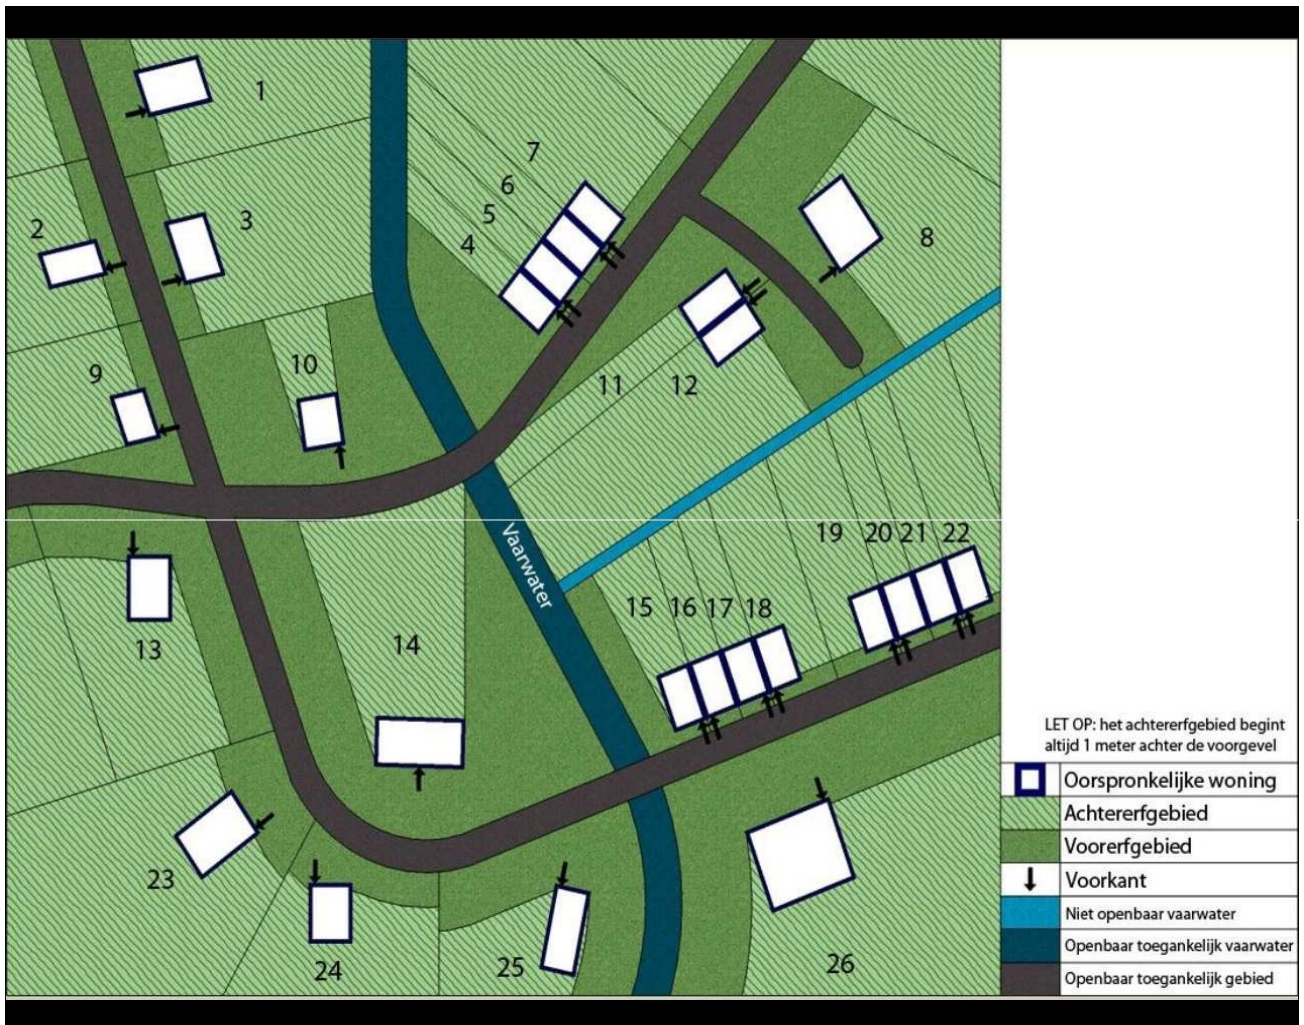 1
7
6
5
4
2
3
8
10
9
11
12
Vaarwater
19
20
21
22
15
16
17
18
14
13
23
24
25
26
LET OP: het achtererfgebied begint
altijd 1 meter achter de voorgevel
Oorspronkelijke woning
Achtererfgebied
Voorerfgebied
Voorkant
Niet openbaar vaarwater
Openbaar toegankelijk vaarwater
Openbaar toegankelijk gebied